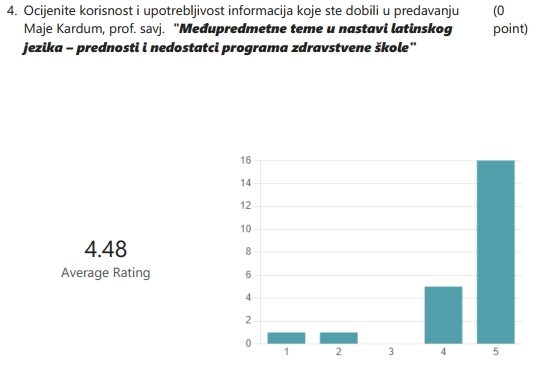 4. Ocijenite korisnost i upotrebljivost informacija koje ste dobili u predavanju (0
Maje Kardum, prof. savj. "Međupredmetne teme u nastavi latinskog point)
jezika – prednosti i nedostatci programa zdravstvene škole"
16
14
12
10
8
6
4
2
0
4.48
Average Rating
1 2 3 4 5